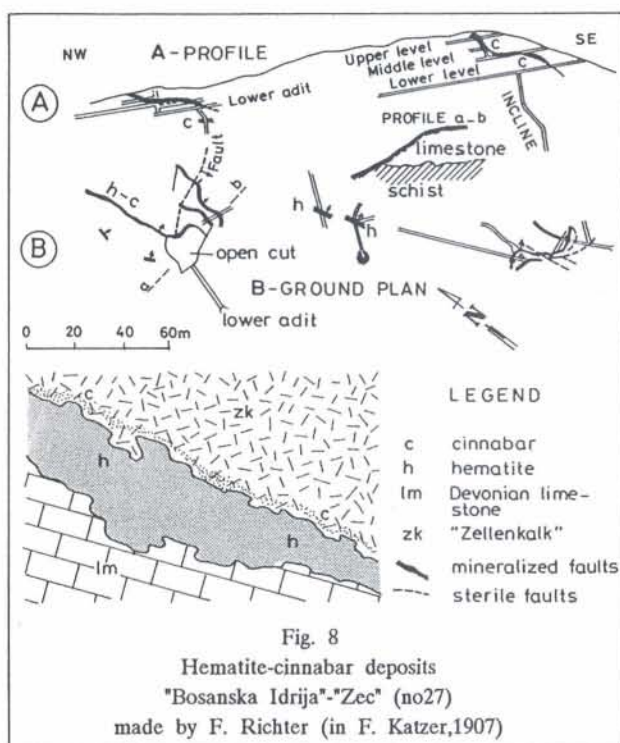 NW
A-PROFILE
SE
Upper level
Middle level
Lower level
c
c
A
Lower adit
c
Fault
INCLINE
PROFILE a-b
limestone
schist
h-c
b
h
h
B
open cut
a
B-GROUND PLAN
lower adit
N
0 20 40 60m
c
zk
h
c
h
lm
LEGEND
c cinnabar
h hematite
lm Devonian lime-
stone
zk "Zellenkalk"
mineralized faults
sterile faults
Fig. 8
Hematite-cinnabar deposits
"Bosanska Idrija"-"Zec" (no27)
made by F. Richter (in F. Katzer,1907)